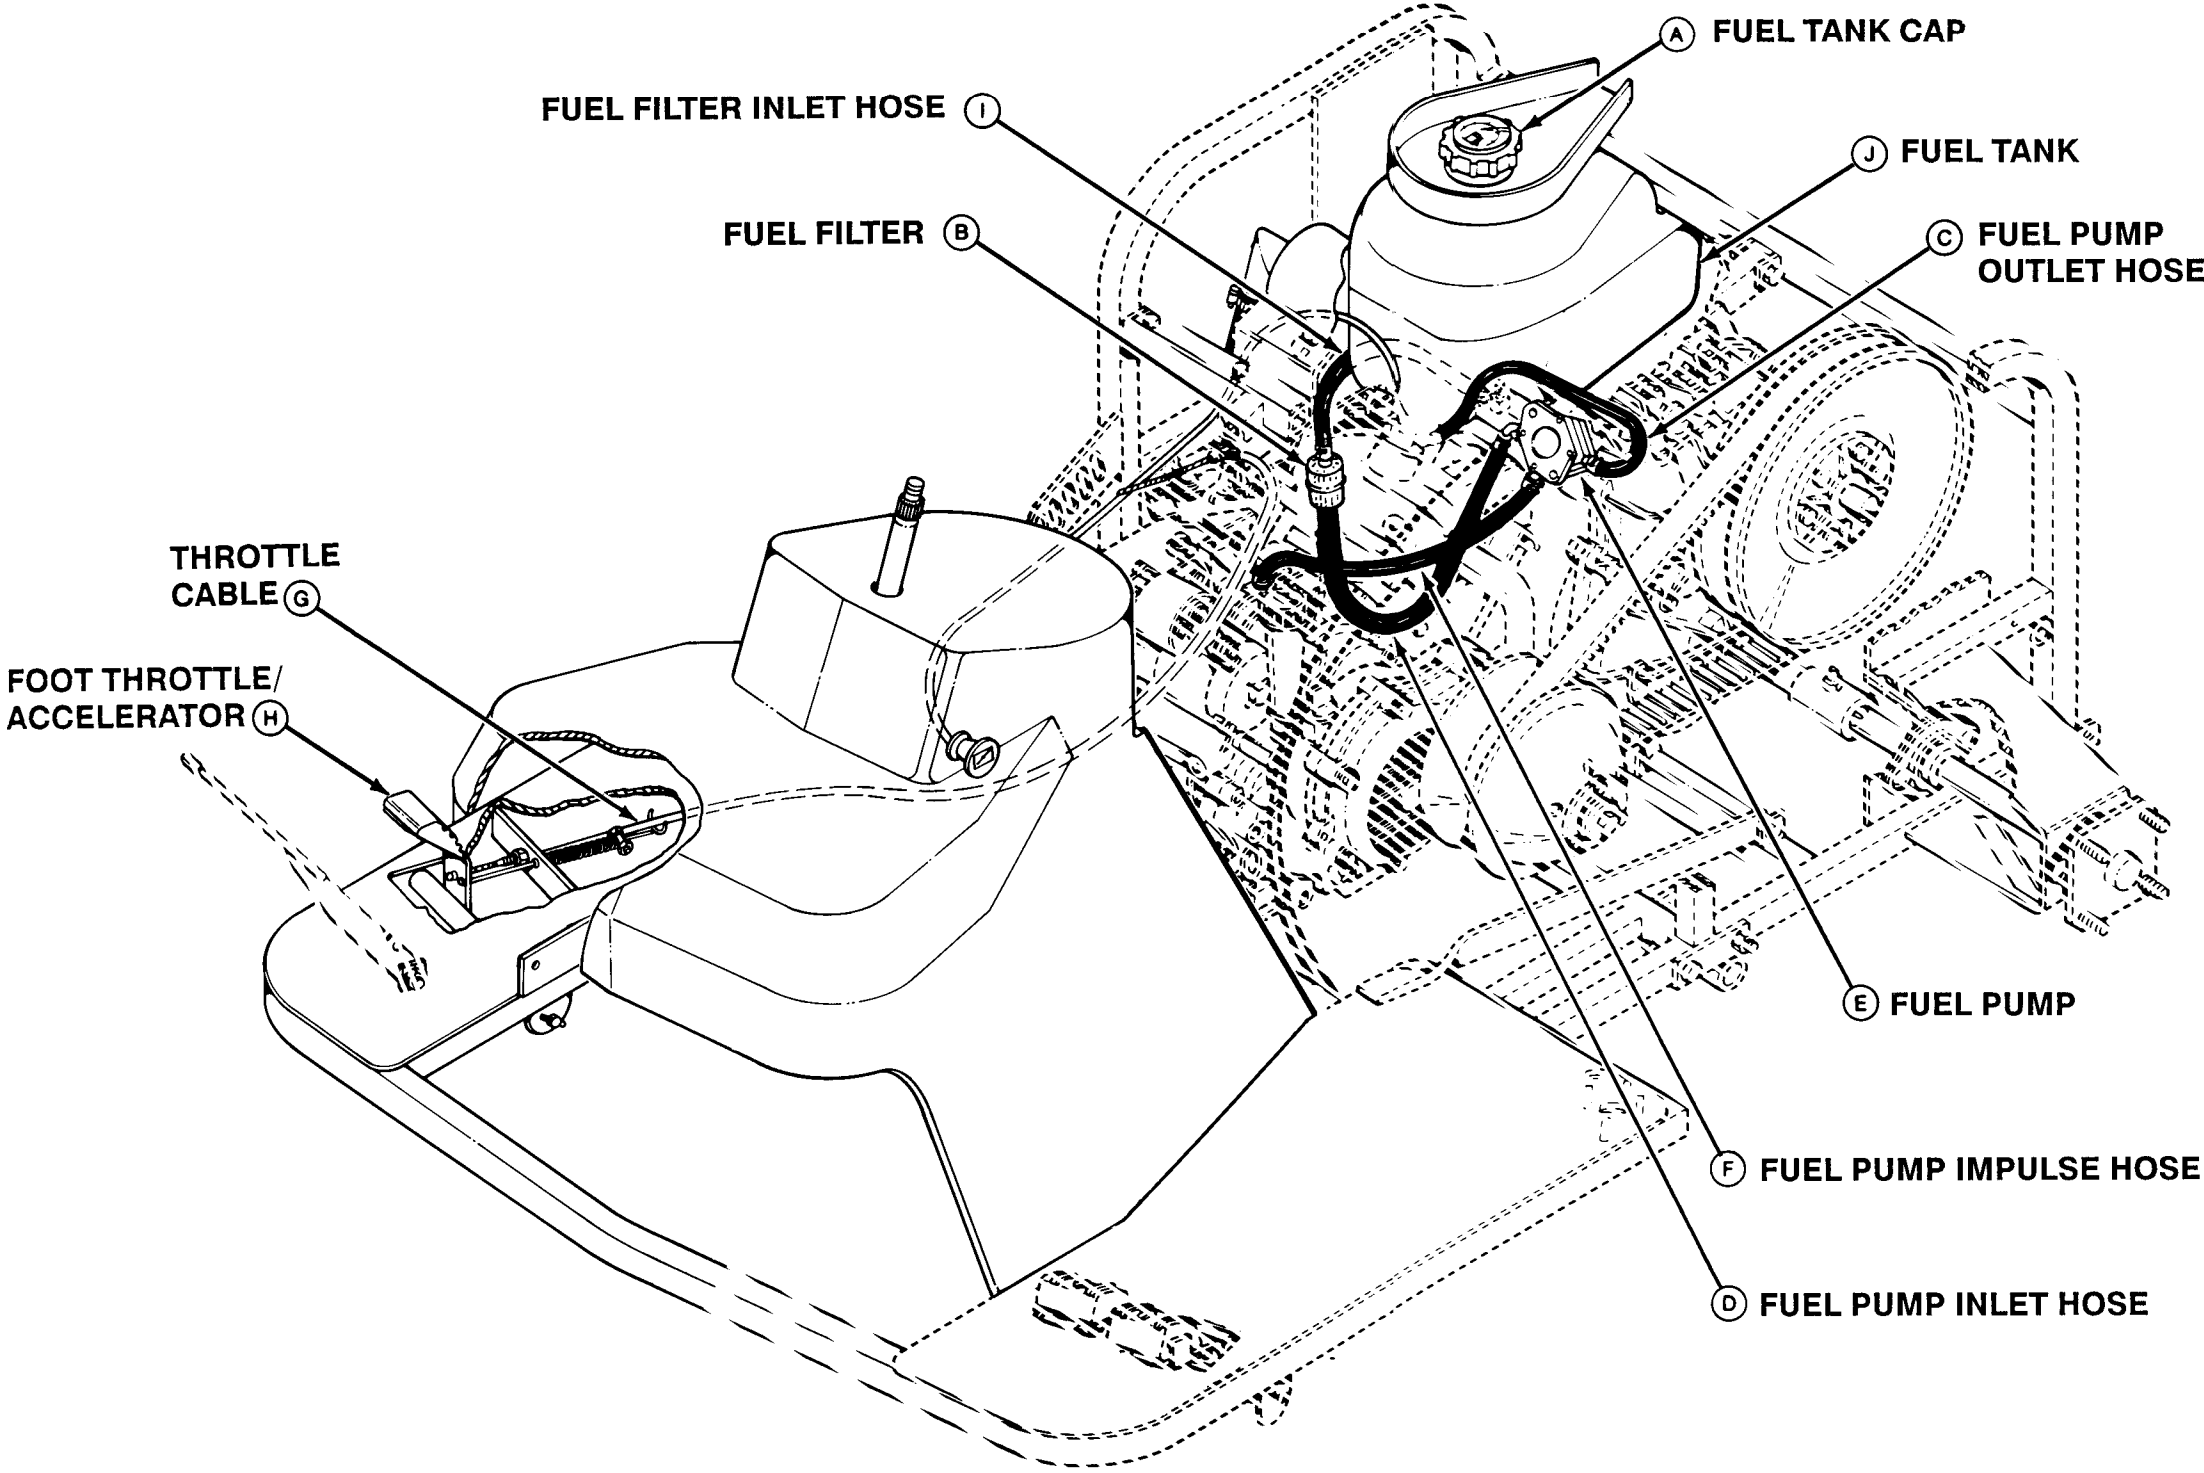 Ⓐ FUEL TANK CAP
FUEL FILTER INLET HOSE Ⓘ
Ⓙ FUEL TANK
FUEL FILTER Ⓑ
Ⓒ FUEL PUMP
OUTLET HOSE
THROTTLE
CABLE Ⓖ
FOOT THROTTLE/
ACCELERATOR Ⓗ
Ⓔ FUEL PUMP
Ⓕ FUEL PUMP IMPULSE HOSE
Ⓓ FUEL PUMP INLET HOSE